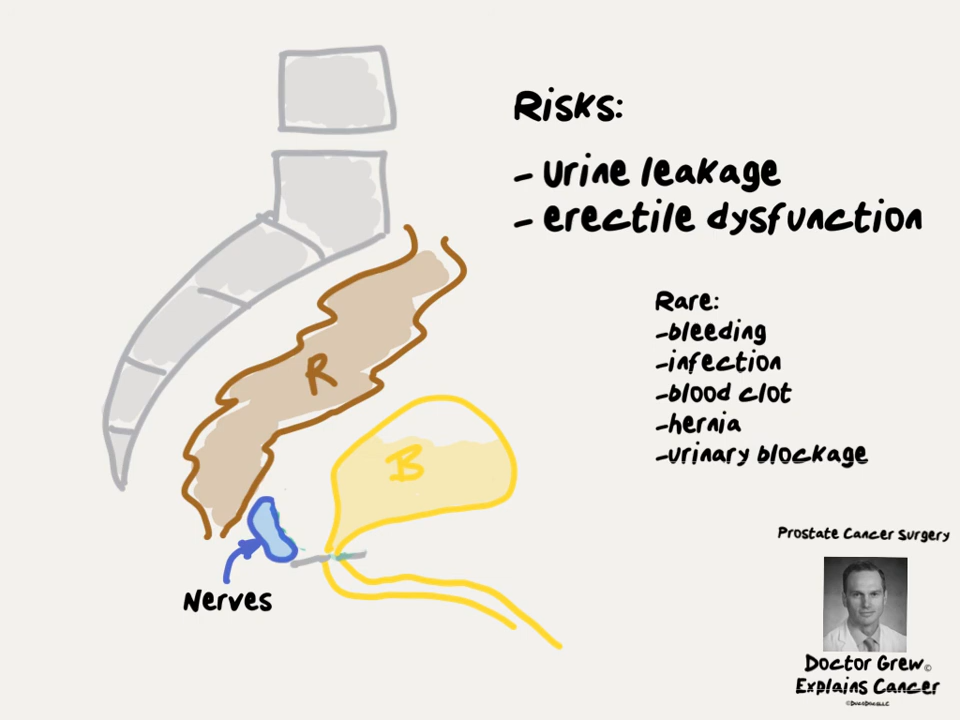 Risks:
- urine leakage
- erectile dysfunction
Rare:
-bleeding
-infection
-blood clot
-hernia
-urinary blockage
R
B
Nerves
Prostate Cancer Surgery
Doctor Grew©
Explains Cancer